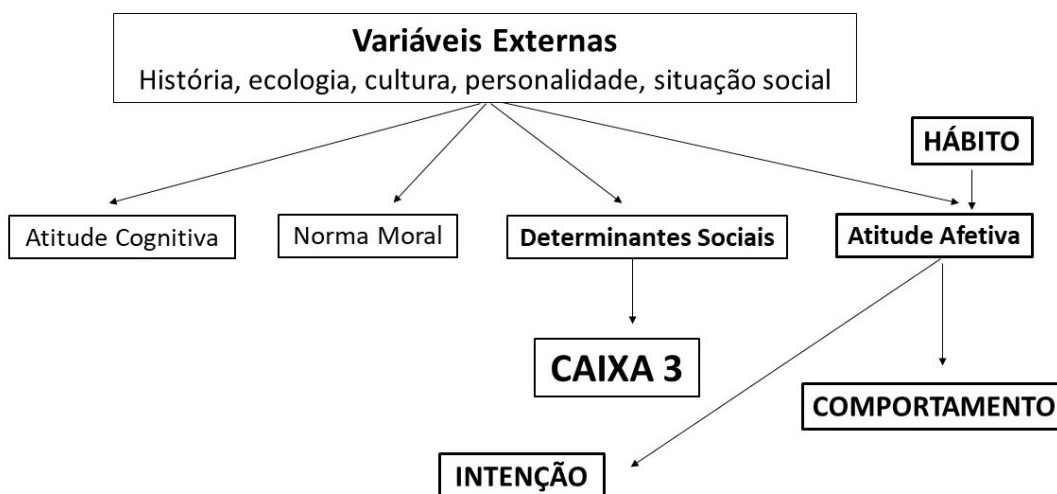 Variáveis Externas
História, ecologia, cultura, personalidade, situação social
HÁBITO
Atitude Cognitiva
Norma Moral
Determinantes Sociais
Atitude Afetiva
CAIXA 3
COMPORTAMENTO
INTENÇÃO